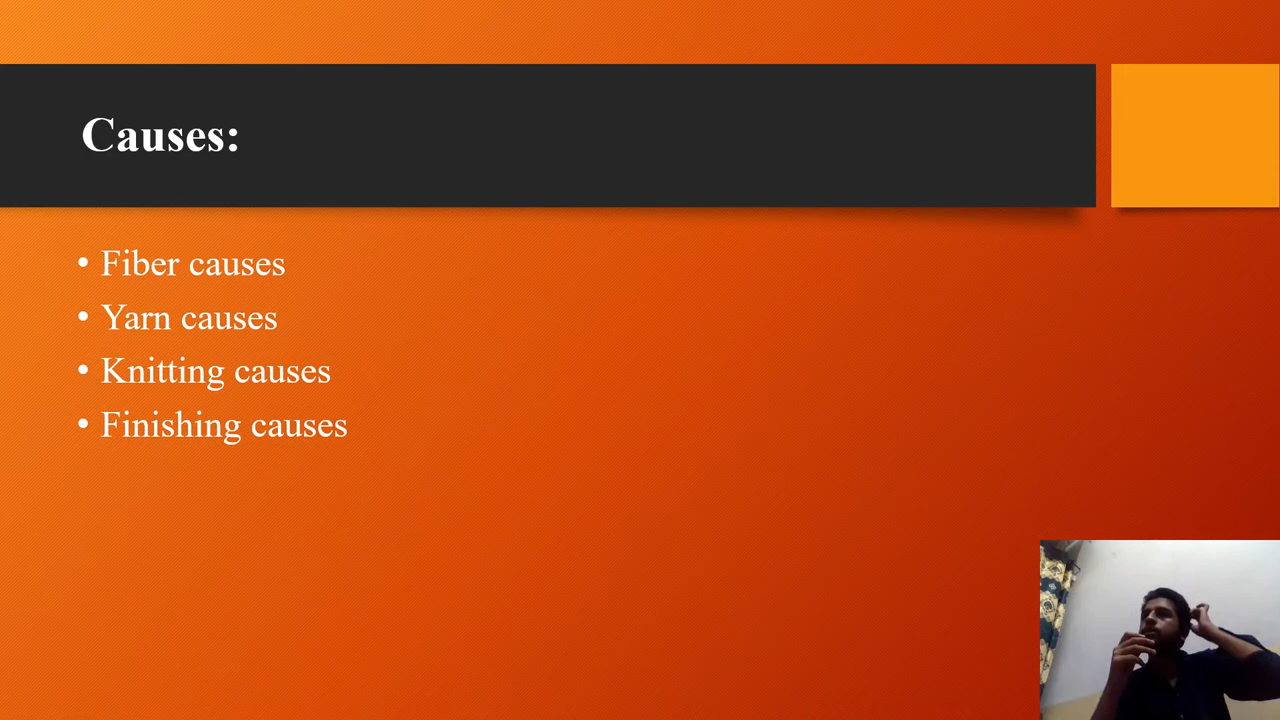 Causes:
• Fiber causes
• Yarn causes
• Knitting causes
• Finishing causes